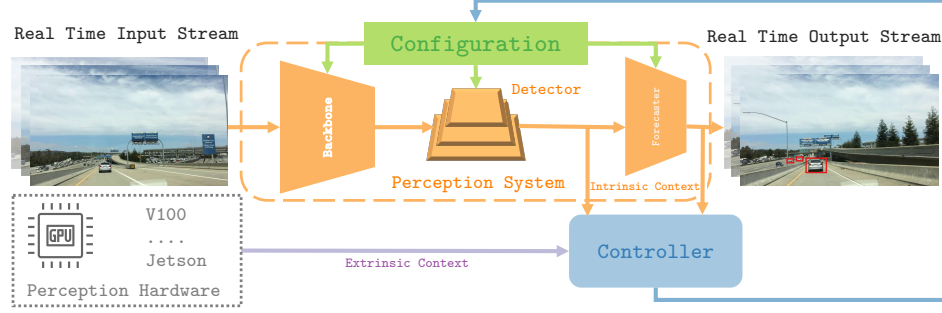 Real Time Input Stream
Configuration
Real Time Output Stream
Backbone
Detector
Forecaster
Perception System
Intrinsic Context
GPU
V100
....
Jetson
Perception Hardware
Extrinsic Context
Controller